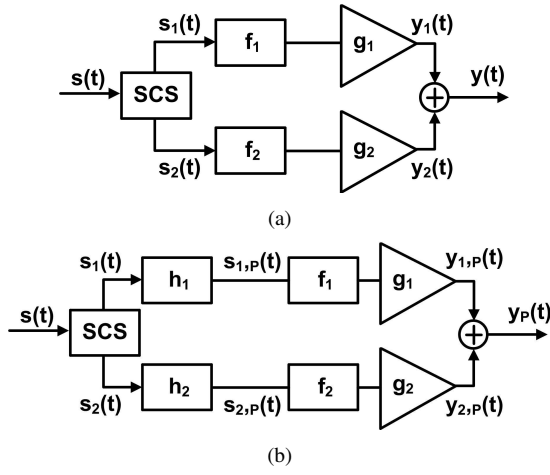 s₁(t) f₁ g₁ y₁(t)
s(t) SCS y(t)
s₂(t) f₂ g₂ y₂(t)
(a)
s₁(t) h₁ s₁,ₚ(t) f₁ g₁ y₁,ₚ(t)
s(t) SCS yₚ(t)
s₂(t) h₂ s₂,ₚ(t) f₂ g₂ y₂,ₚ(t)
(b)